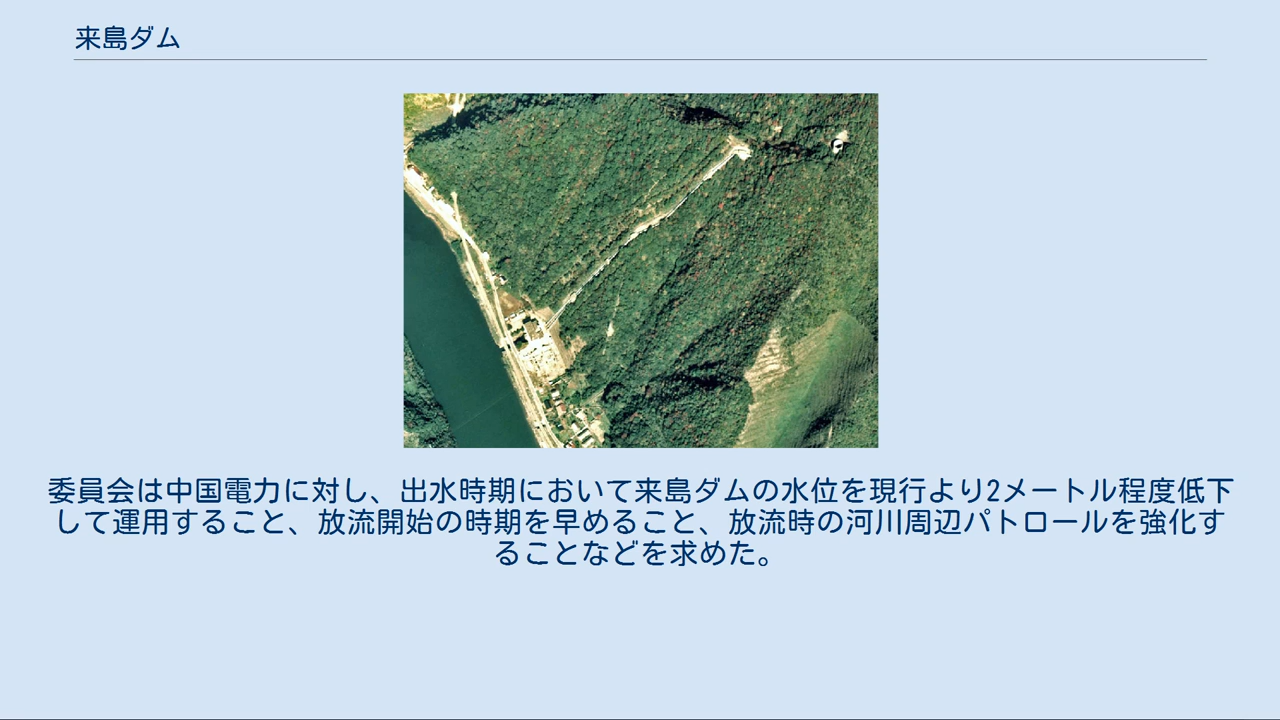 来島ダム
委員会は中国電力に対し、出水時期において来島ダムの水位を現行より2メートル程度低下
して運用すること、放流開始の時期を早めること、放流時の河川周辺パトロールを強化す
ることなどを求めた。